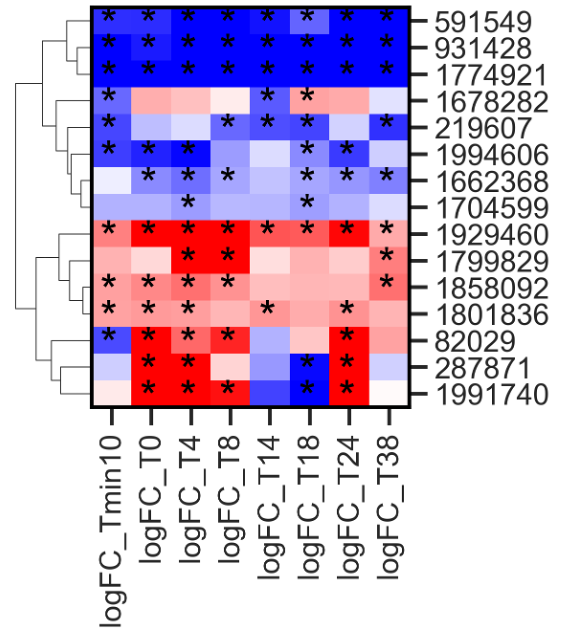 * * * * * * * * 591549
* * * * * * * * 931428
* * * * * * * * 1774921
* * * 1678282
* * * * * 219607
* * * * * 1994606
* * * * * * 1662368
* * 1704599
* * * * * * * * 1929460
* * * 1799829
* * * * * 1858092
* * * * * 1801836
* * * * * 82029
* * * * 287871
* * * * * 1991740
logFC_Tmin10
logFC_T0
logFC_T4
logFC_T8
logFC_T14
logFC_T18
logFC_T24
logFC_T38